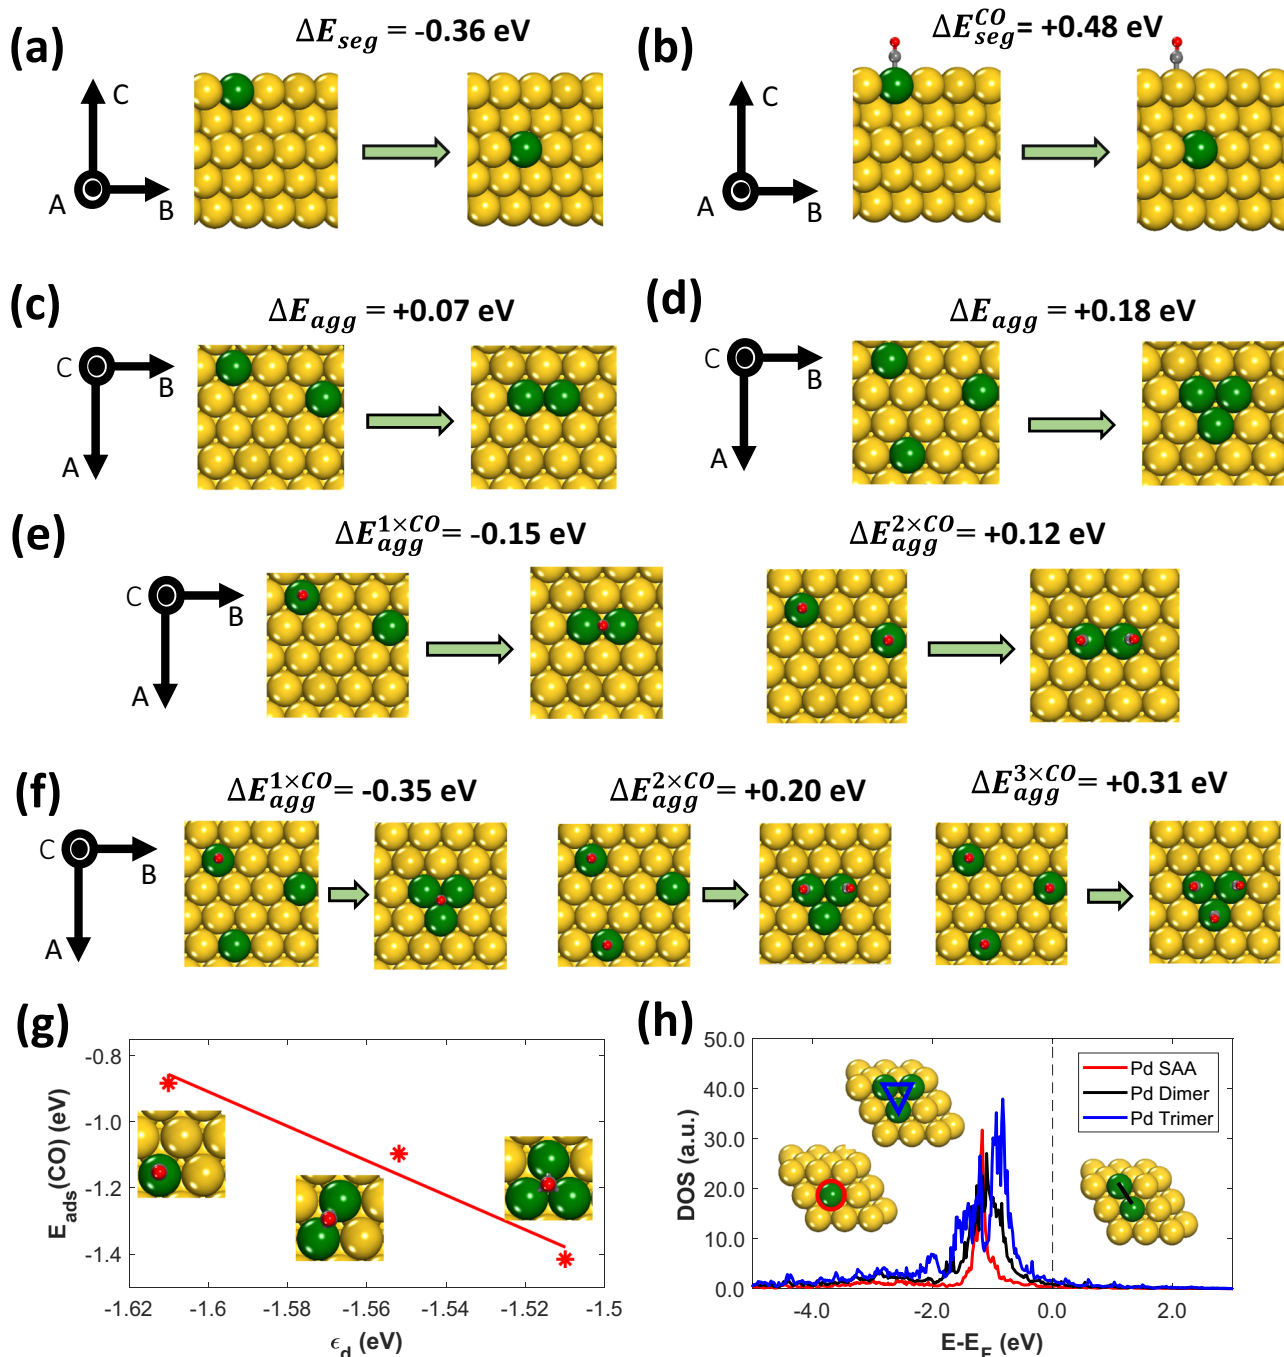 (a)
ΔE_seg = -0.36 eV
C
A
B
(b)
ΔE_seg^CO = +0.48 eV
C
A
B
(c)
ΔE_agg = +0.07 eV
C
B
A
(d)
ΔE_agg = +0.18 eV
C
B
A
(e)
ΔE_agg^1×CO = -0.15 eV
ΔE_agg^2×CO = +0.12 eV
C
B
A
(f)
ΔE_agg^1×CO = -0.35 eV
ΔE_agg^2×CO = +0.20 eV
ΔE_agg^3×CO = +0.31 eV
C
B
A
(g)
E_ads(CO) (eV)
-0.8
-1.0
-1.2
-1.4
-1.62
-1.6
-1.58
-1.56
-1.54
-1.52
-1.5
ϵ_d (eV)
(h)
DOS (a.u.)
50.0
40.0
30.0
20.0
10.0
0.0
Pd SAA
Pd Dimer
Pd Trimer
-4.0
-2.0
0.0
2.0
E-E_F (eV)